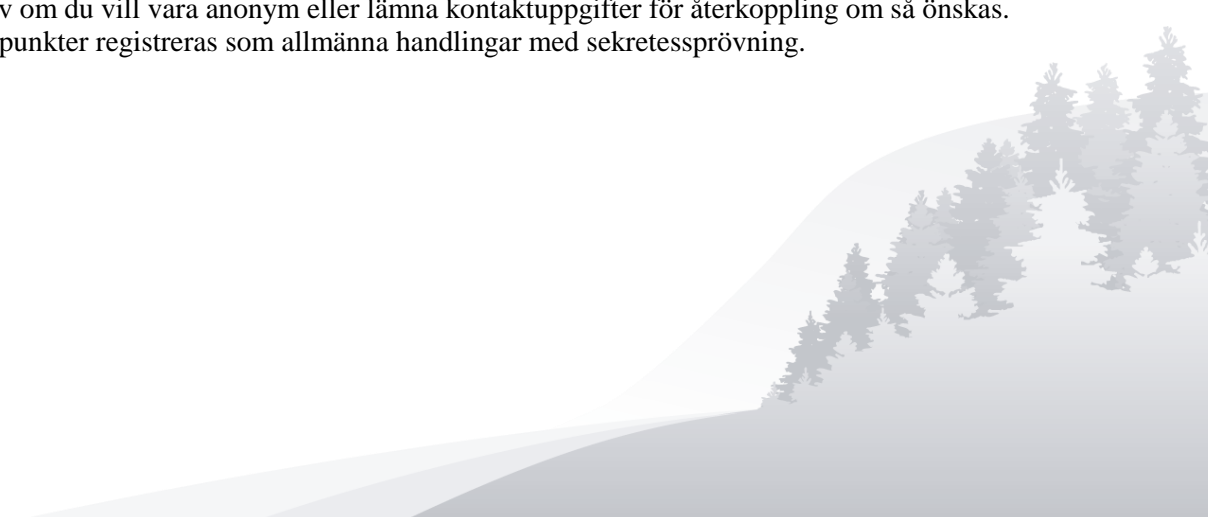 v om du vill vara anonym eller lämna kontaktuppgifter för återkoppling om så önskas.
punkter registreras som allmänna handlingar med sekretessprövning.